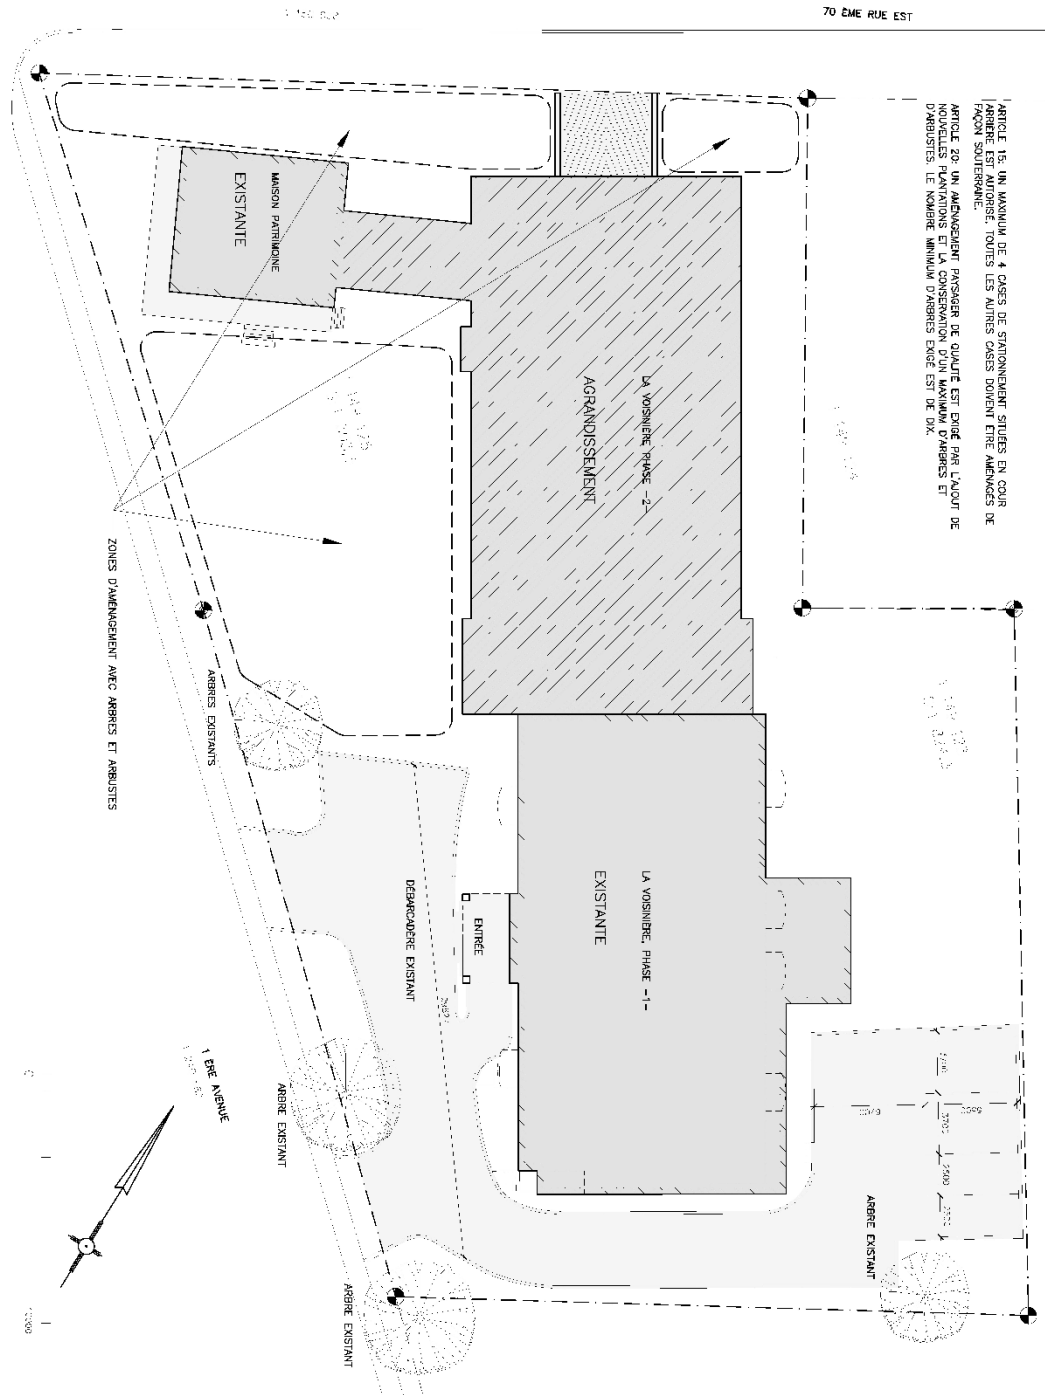 70 ÈME RUE EST
ARTICLE 15: UN MAXIMUM DE 4 CASES DE STATIONNEMENT SITUÉES EN COUR
ARRIÈRE EST AUTORISÉ, TOUTES LES AUTRES CASES DOIVENT ÊTRE AMÉNAGÉS DE
FAÇON SOUTERRAINE.
ARTICLE 20: UN AMÉNAGEMENT PAYSAGER DE QUALITÉ EST EXIGÉ PAR L'AJOUT DE
NOUVELLES PLANTATIONS ET LA CONSERVATION D'UN MAXIMUM D'ARBRES ET
D'ARBUSTES. LE NOMBRE MINIMUM D'ARBRES EXIGÉ EST DE DIX.
MAISON PATRIMOINE
EXISTANTE
LA VOISINIÈRE, PHASE -2-
AGRANDISSEMENT
ZONES D'AMÉNAGEMENT AVEC ARBRES ET ARBUSTES
ARBRES EXISTANTS
LA VOISINIÈRE, PHASE -1-
EXISTANTE
ENTRÉE
DÉBARCADÈRE EXISTANT
1 ÈRE AVENUE
ARBRE EXISTANT
ARBRE EXISTANT
ARBRE EXISTANT
3700
2500